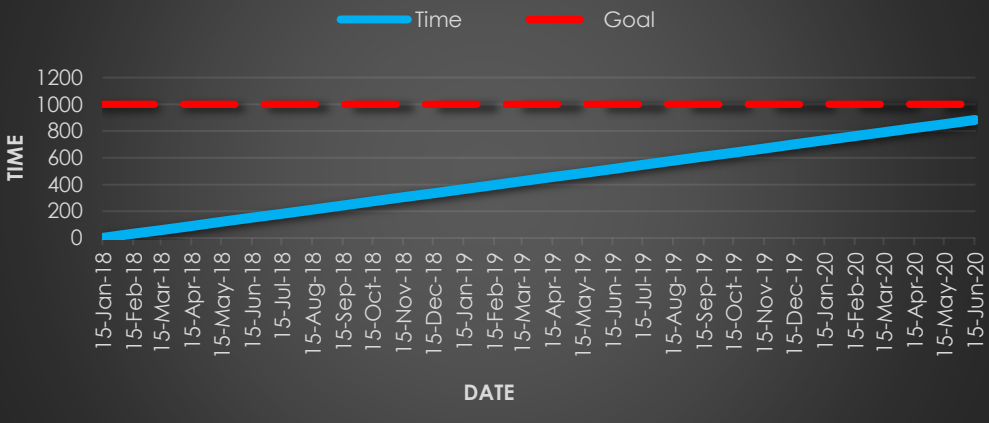 Time Goal
1200
1000
800
600
400
200
0
TIME
15-Jan-18
15-Feb-18
15-Mar-18
15-Apr-18
15-May-18
15-Jun-18
15-Jul-18
15-Aug-18
15-Sep-18
15-Oct-18
15-Nov-18
15-Dec-18
15-Jan-19
15-Feb-19
15-Mar-19
15-Apr-19
15-May-19
15-Jun-19
15-Jul-19
15-Aug-19
15-Sep-19
15-Oct-19
15-Nov-19
15-Dec-19
15-Jan-20
15-Feb-20
15-Mar-20
15-Apr-20
15-May-20
15-Jun-20
DATE